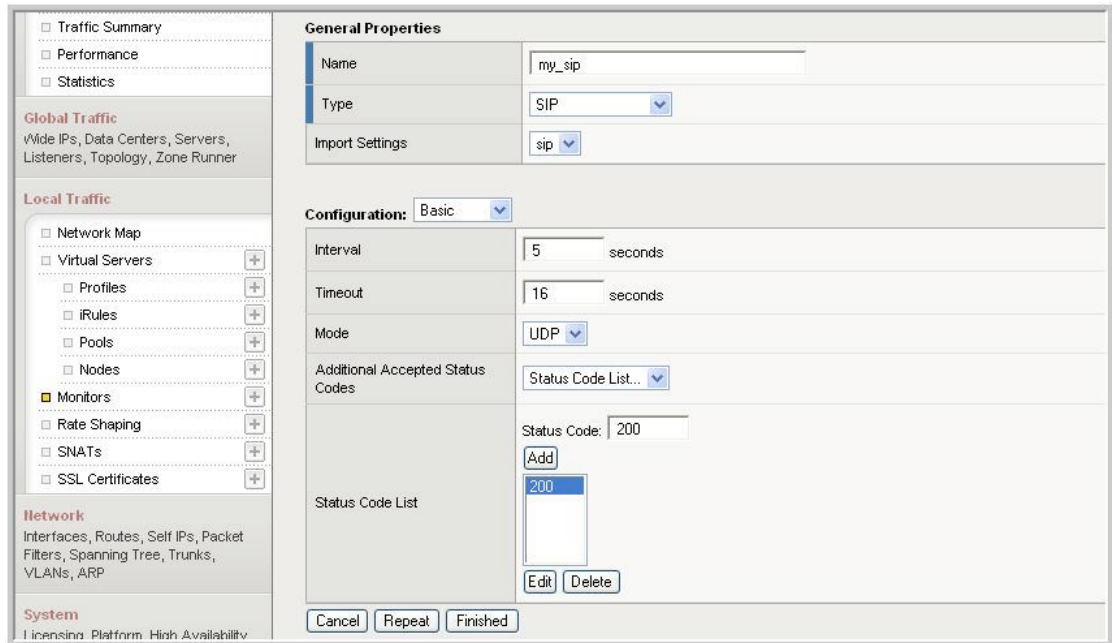 Traffic Summary
Performance
Statistics
Global Traffic
Wide IPs, Data Centers, Servers,
Listeners, Topology, Zone Runner
Local Traffic
Network Map
Virtual Servers
Profiles
iRules
Pools
Nodes
Monitors
Rate Shaping
SNATs
SSL Certificates
Network
Interfaces, Routes, Self IPs, Packet
Filters, Spanning Tree, Trunks,
VLANs, ARP
System
Licensing, Platform, High Availability
General Properties
Name my_sip
Type SIP
Import Settings sip
Configuration: Basic
Interval 5 seconds
Timeout 16 seconds
Mode UDP
Additional Accepted Status
Codes
Status Code List...
Status Code List
Status Code: 200
Add
200
Edit Delete
Cancel Repeat Finished